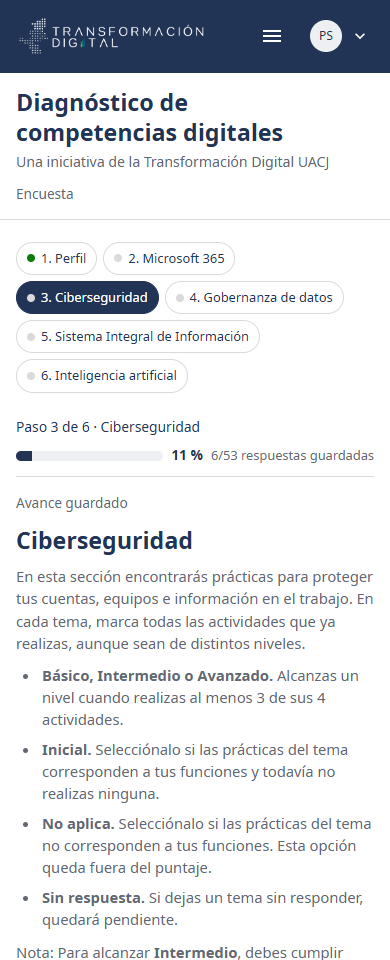 TRANSFORMACIÓN
DIGITAL
PS
Diagnóstico de
competencias digitales
Una iniciativa de la Transformación Digital UACJ
Encuesta
1. Perfil
2. Microsoft 365
3. Ciberseguridad
4. Gobernanza de datos
5. Sistema Integral de Información
6. Inteligencia artificial
Paso 3 de 6 · Ciberseguridad
11 % 6/53 respuestas guardadas
Avance guardado
Ciberseguridad
En esta sección encontrarás prácticas para proteger
tus cuentas, equipos e información en el trabajo. En
cada tema, marca todas las actividades que ya
realizas, aunque sean de distintos niveles.
• Básico, Intermedio o Avanzado. Alcanzas un
nivel cuando realizas al menos 3 de sus 4
actividades.
• Inicial. Selecciónalo si las prácticas del tema
corresponden a tus funciones y todavía no
realizas ninguna.
• No aplica. Selecciónalo si las prácticas del tema
no corresponden a tus funciones. Esta opción
queda fuera del puntaje.
• Sin respuesta. Si dejas un tema sin responder,
quedará pendiente.
Nota: Para alcanzar Intermedio, debes cumplir